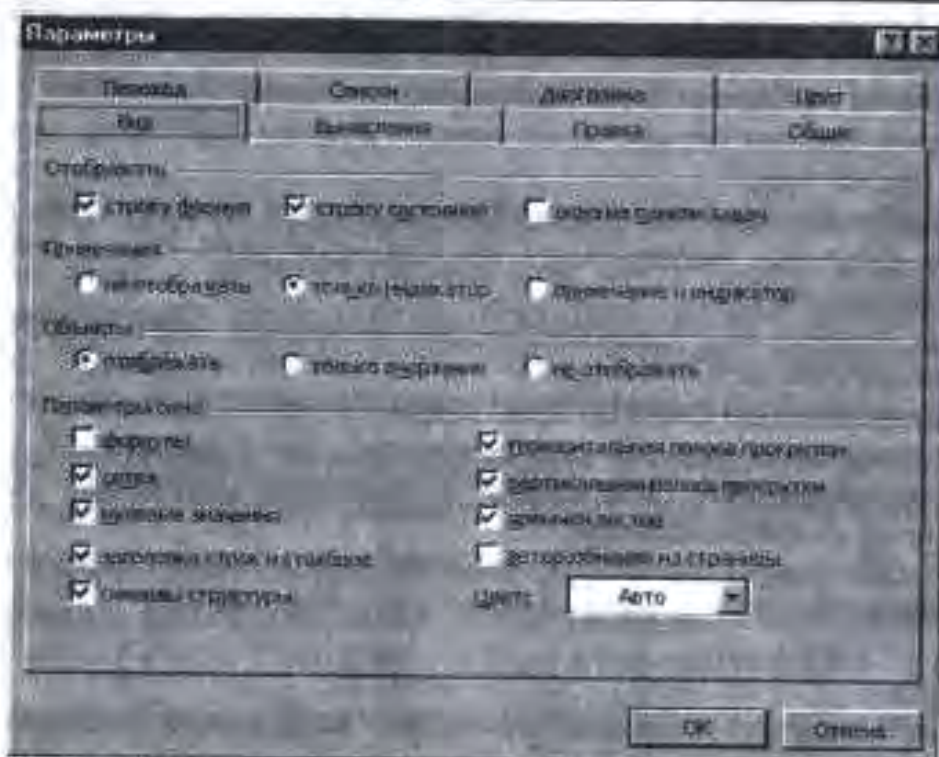 Параметры
Переход Список Диаграмма Цвет
Вид Вычисления Правка Общие
Отображать
строку формул строку состояния окна на панели задач
Примечания
не отображать только индикатор примечание и индикатор
Объекты
отображать только очертания не отображать
Параметры окна
формулы горизонтальная полоса прокрутки
сетка вертикальная полоса прокрутки
нулевые значения ярлычки листов
заголовки строк и столбцов авторазбиение на страницы
символы структуры Цвет: Авто
OK Отмена